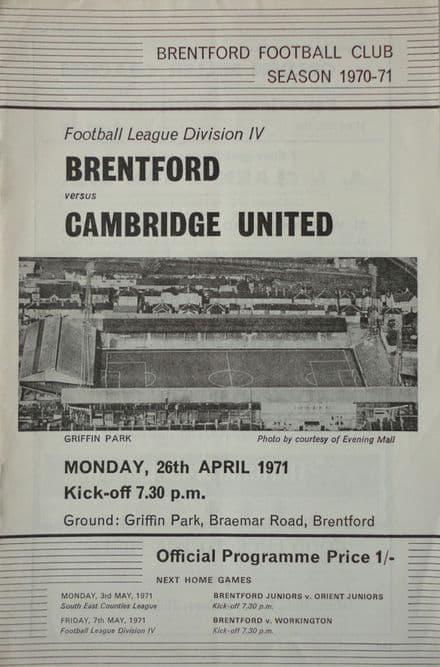 BRENTFORD FOOTBALL CLUB
SEASON 1970-71
Football League Division IV
BRENTFORD
versus
CAMBRIDGE UNITED
GRIFFIN PARK
Photo by courtesy of Evening Mail
MONDAY, 26th APRIL 1971
Kick-off 7.30 p.m.
Ground: Griffin Park, Braemar Road, Brentford
Official Programme Price 1/-
NEXT HOME GAMES
MONDAY, 3rd MAY, 1971 BRENTFORD JUNIORS v. ORIENT JUNIORS
South East Counties League Kick-off 7.30 p.m.
FRIDAY, 7th MAY, 1971 BRENTFORD v. WORKINGTON
Football League Division IV Kick-off 7.30 p.m.